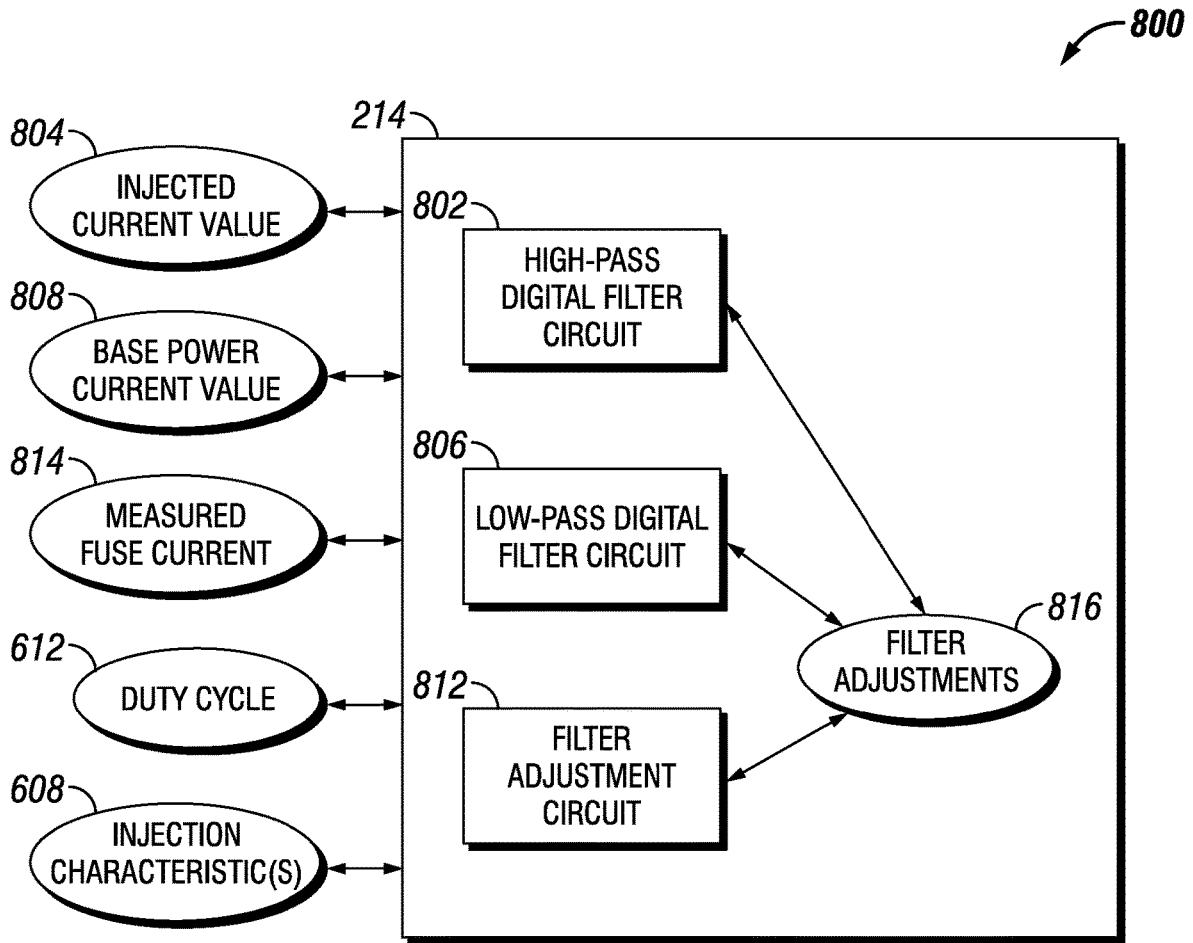 800
804
INJECTED
CURRENT VALUE
808
BASE POWER
CURRENT VALUE
814
MEASURED
FUSE CURRENT
612
DUTY CYCLE
608
INJECTION
CHARACTERISTIC(S)
214
802
HIGH-PASS
DIGITAL FILTER
CIRCUIT
806
LOW-PASS DIGITAL
FILTER CIRCUIT
812
FILTER
ADJUSTMENT
CIRCUIT
816
FILTER
ADJUSTMENTS